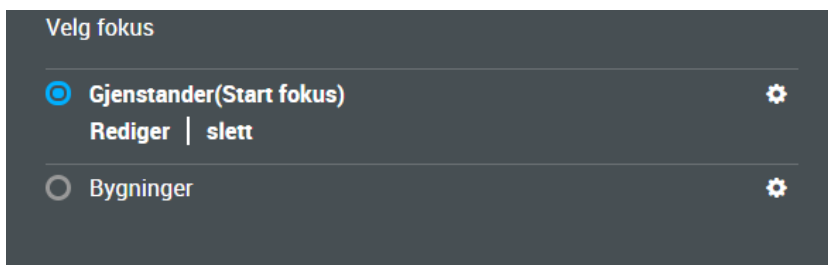 Velg fokus
Gjenstander(Start fokus)
Rediger | slett
Bygninger